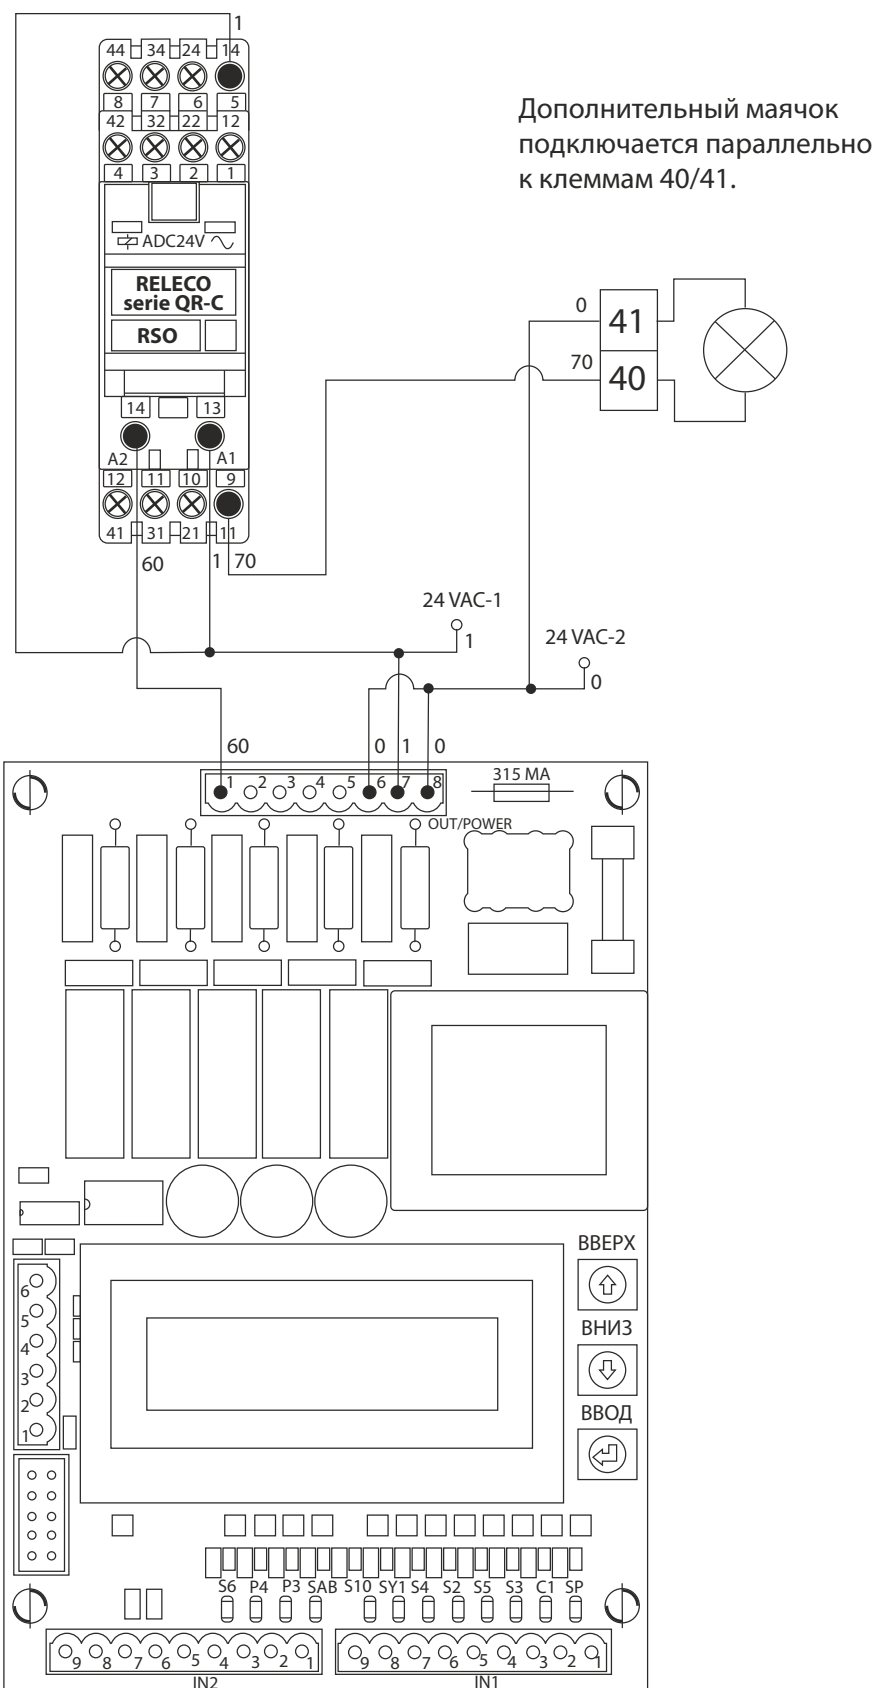 1
44 34 24 14
8 7 6 5
42 32 22 12
4 3 2 1
ADC24V
RELECO
serie QR-C
RSO
14 13
A2 A1
12 11 10 9
41 31 21 11
60 1 70
Дополнительный маячок
подключается параллельно
к клеммам 40/41.
0 41
70 40
24 VAC-1
1
24 VAC-2
0
60 0 1 0
1 2 3 4 5 6 7 8
OUT/POWER
315 MA
ВВЕРХ
ВНИЗ
ВВОД
6
5
4
3
2
1
S6 P4 P3 SAB S10 SY1 S4 S2 S5 S3 C1 SP
9 8 7 6 5 4 3 2 1
9 8 7 6 5 4 3 2 1
IN2 IN1